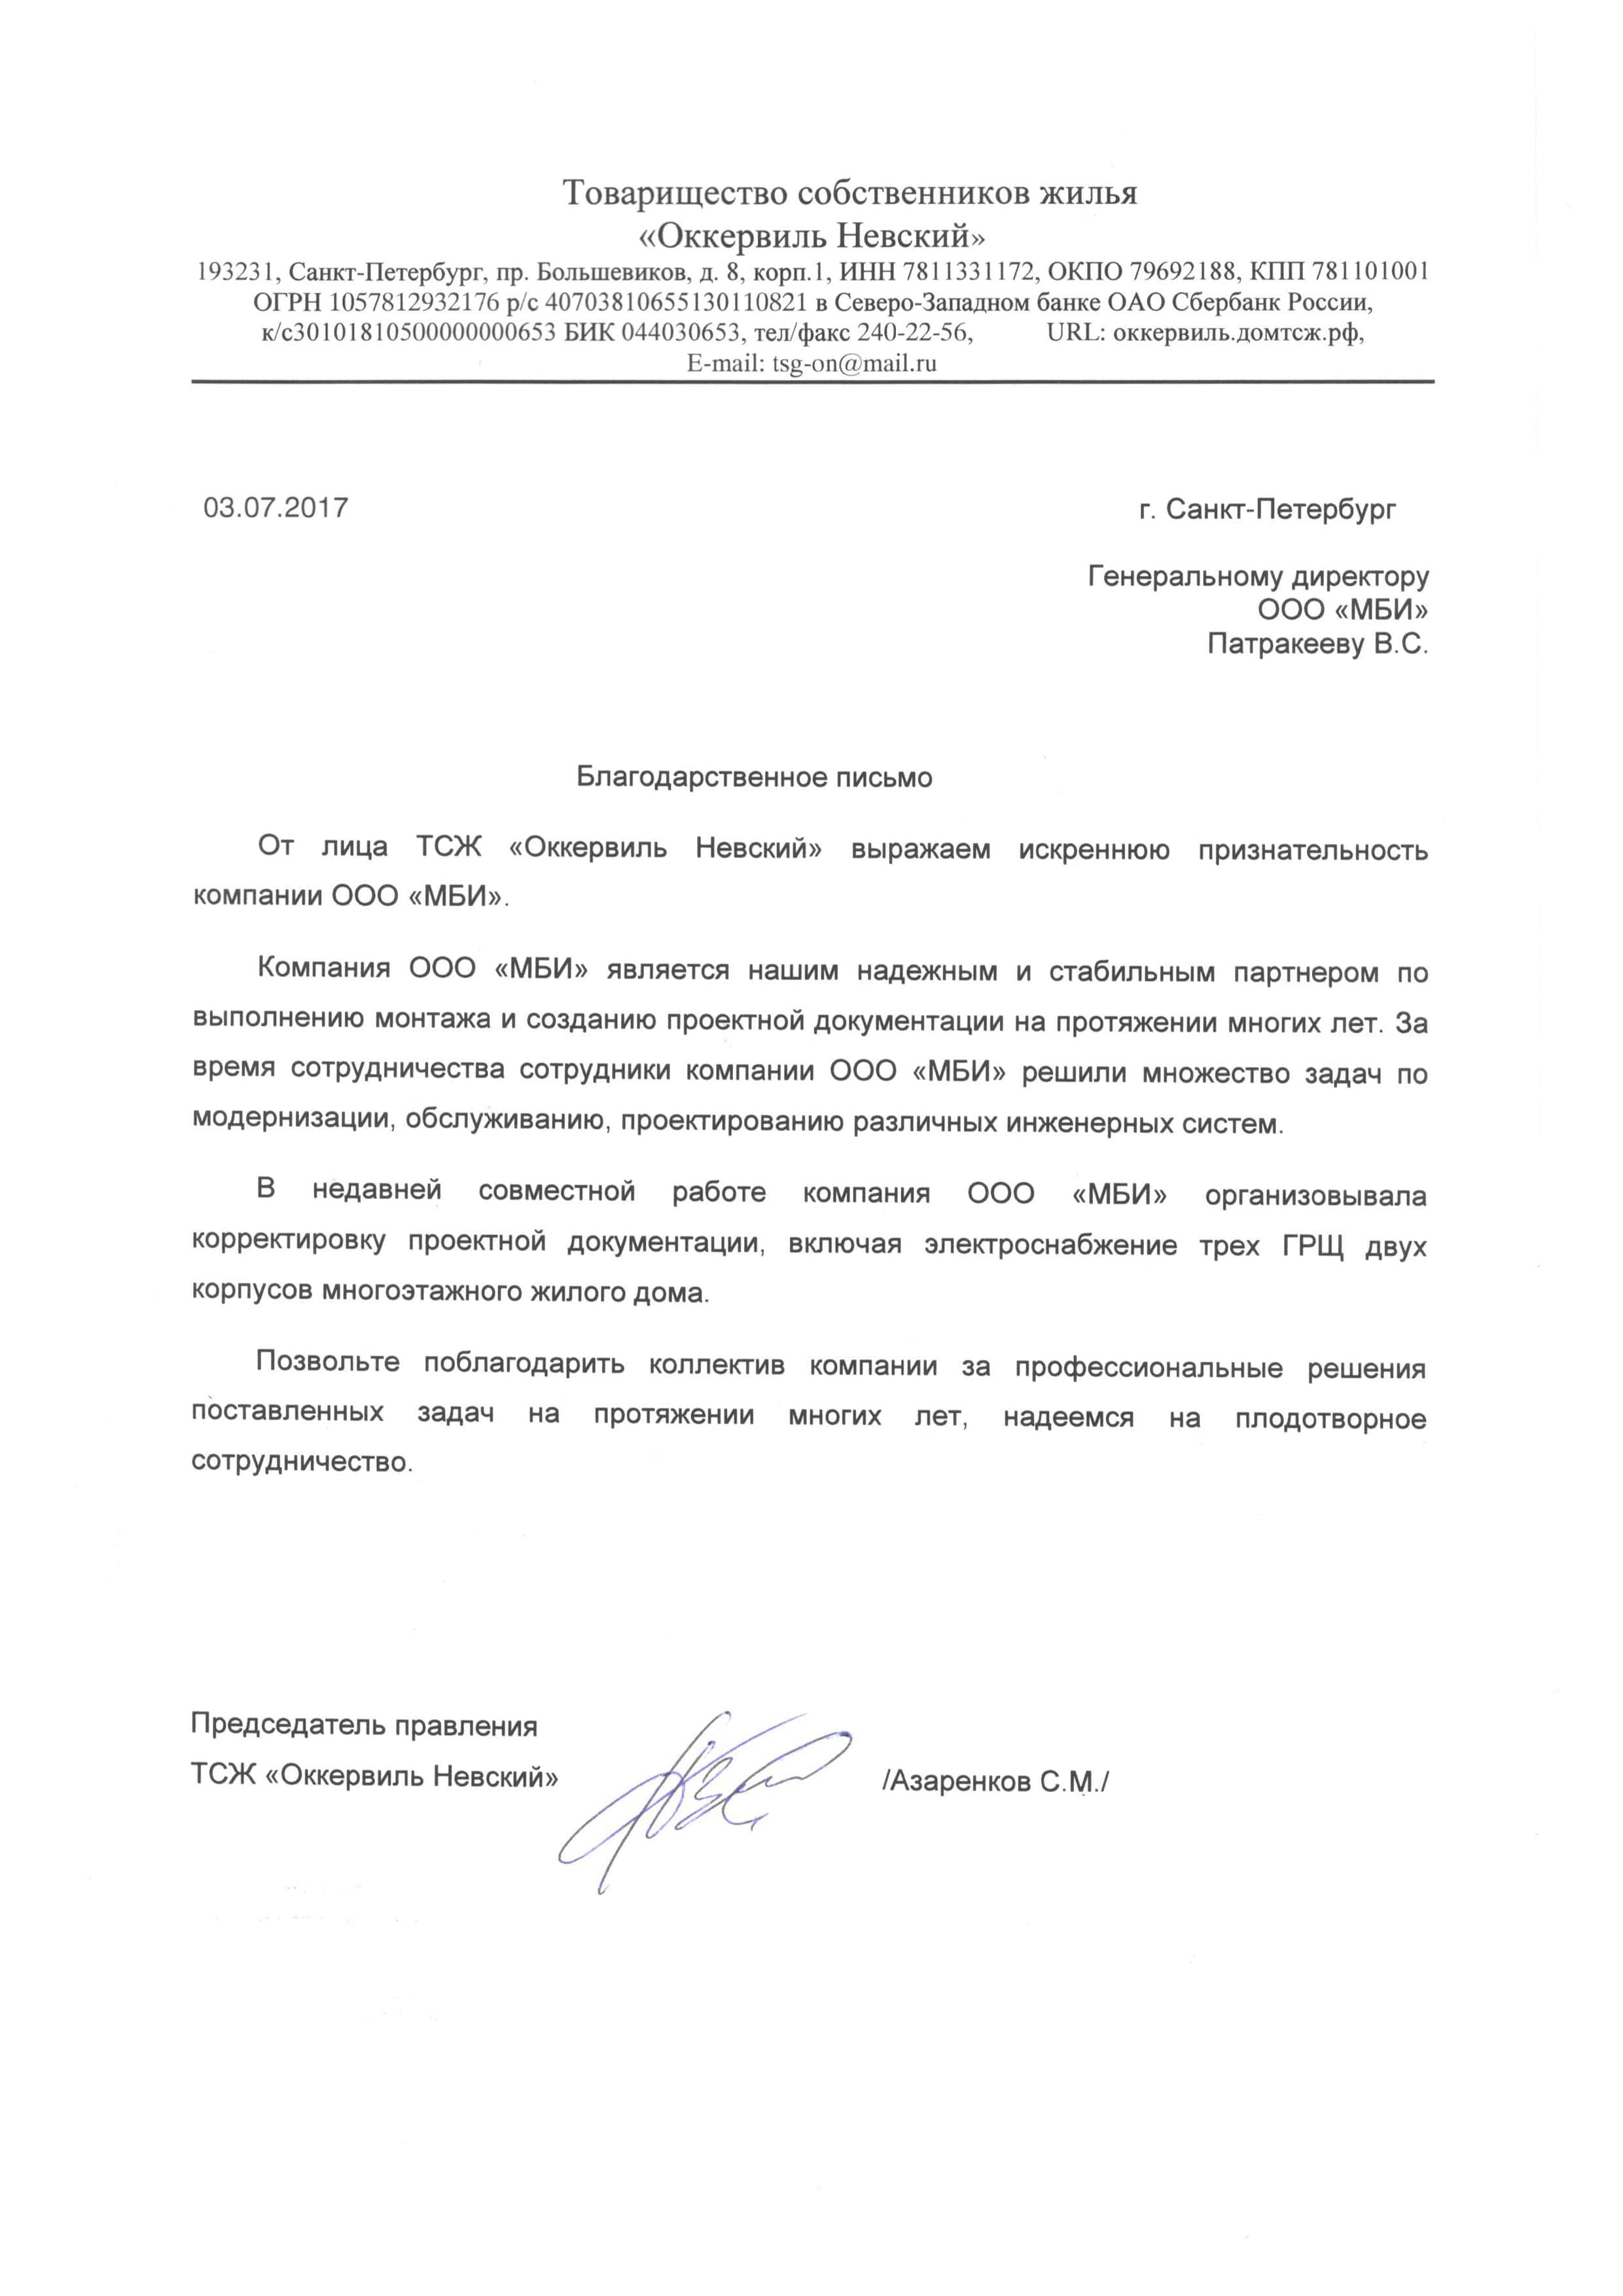 Товарищество собственников жилья
«Оккервиль Невский»
193231, Санкт-Петербург, пр. Большевиков, д. 8, корп.1, ИНН 7811331172, ОКПО 79692188, КПП 781101001
ОГРН 1057812932176 р/с 40703810655130110821 в Северо-Западном банке ОАО Сбербанк России,
к/с30101810500000000653 БИК 044030653, тел/факс 240-22-56, URL: оккервиль.домтсж.рф,
E-mail: tsg-on@mail.ru
03.07.2017 г. Санкт-Петербург
Генеральному директору
ООО «МБИ»
Патракееву В.С.
Благодарственное письмо
От лица ТСЖ «Оккервиль Невский» выражаем искреннюю признательность
компании ООО «МБИ».
Компания ООО «МБИ» является нашим надежным и стабильным партнером по
выполнению монтажа и созданию проектной документации на протяжении многих лет. За
время сотрудничества сотрудники компании ООО «МБИ» решили множество задач по
модернизации, обслуживанию, проектированию различных инженерных систем.
В недавней совместной работе компания ООО «МБИ» организовывала
корректировку проектной документации, включая электроснабжение трех ГРЩ двух
корпусов многоэтажного жилого дома.
Позвольте поблагодарить коллектив компании за профессиональные решения
поставленных задач на протяжении многих лет, надеемся на плодотворное
сотрудничество.
Председатель правления
ТСЖ «Оккервиль Невский» /Азаренков С.М./